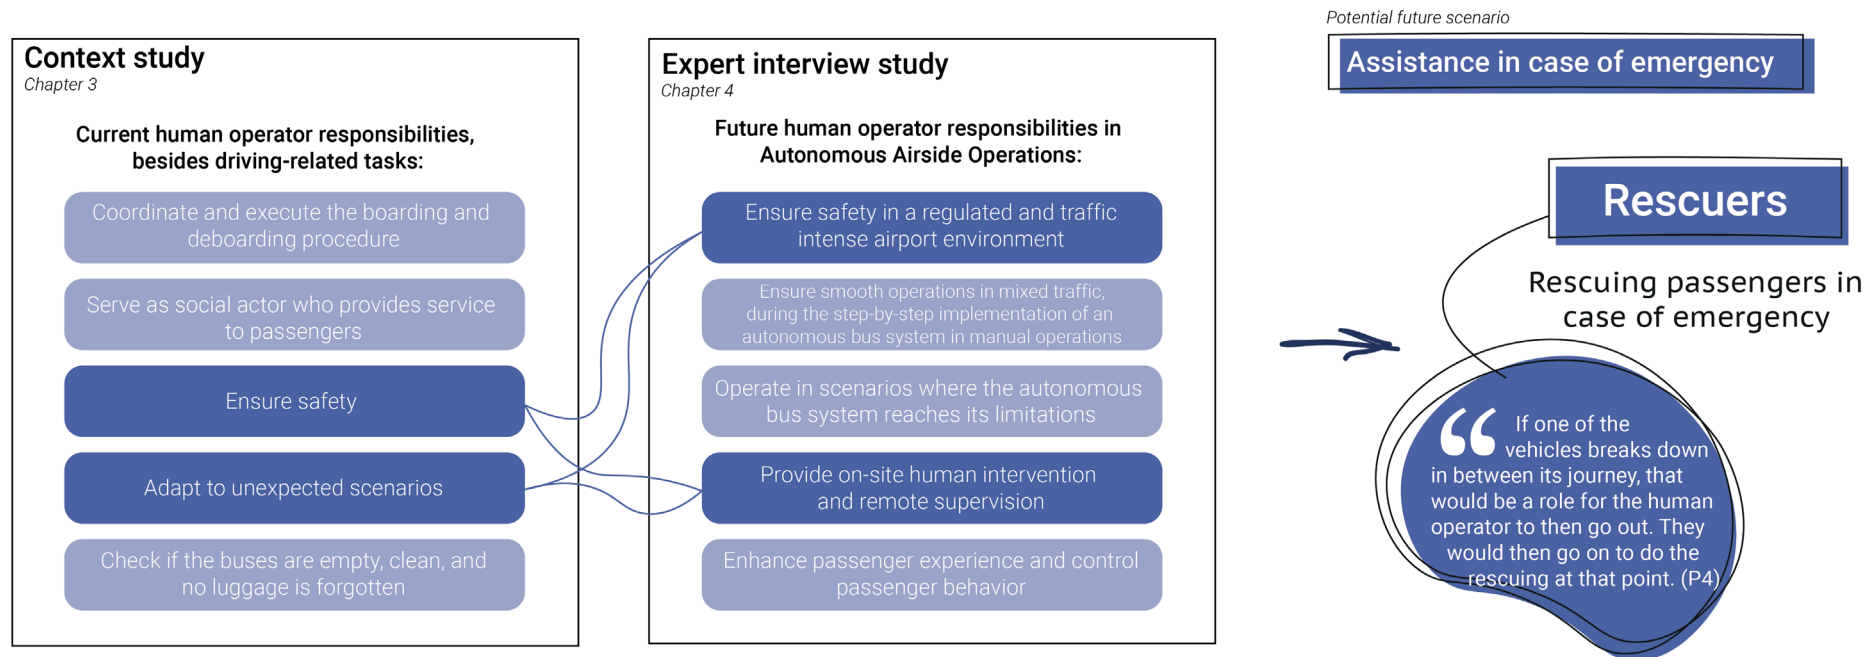 Context study
Chapter 3
Current human operator responsibilities,
besides driving-related tasks:
Coordinate and execute the boarding and
deboarding procedure
Serve as social actor who provides service
to passengers
Ensure safety
Adapt to unexpected scenarios
Check if the buses are empty, clean, and
no luggage is forgotten
Expert interview study
Chapter 4
Future human operator responsibilities in
Autonomous Airside Operations:
Ensure safety in a regulated and traffic
intense airport environment
Ensure smooth operations in mixed traffic,
during the step-by-step implementation of an
autonomous bus system in manual operations
Operate in scenarios where the autonomous
bus system reaches its limitations
Provide on-site human intervention
and remote supervision
Enhance passenger experience and control
passenger behavior
Potential future scenario
Assistance in case of emergency
Rescuers
Rescuing passengers in
case of emergency
“ If one of the
vehicles breaks down
in between its journey, that
would be a role for the human
operator to then go out. They
would then go on to do the
rescuing at that point. (P4)